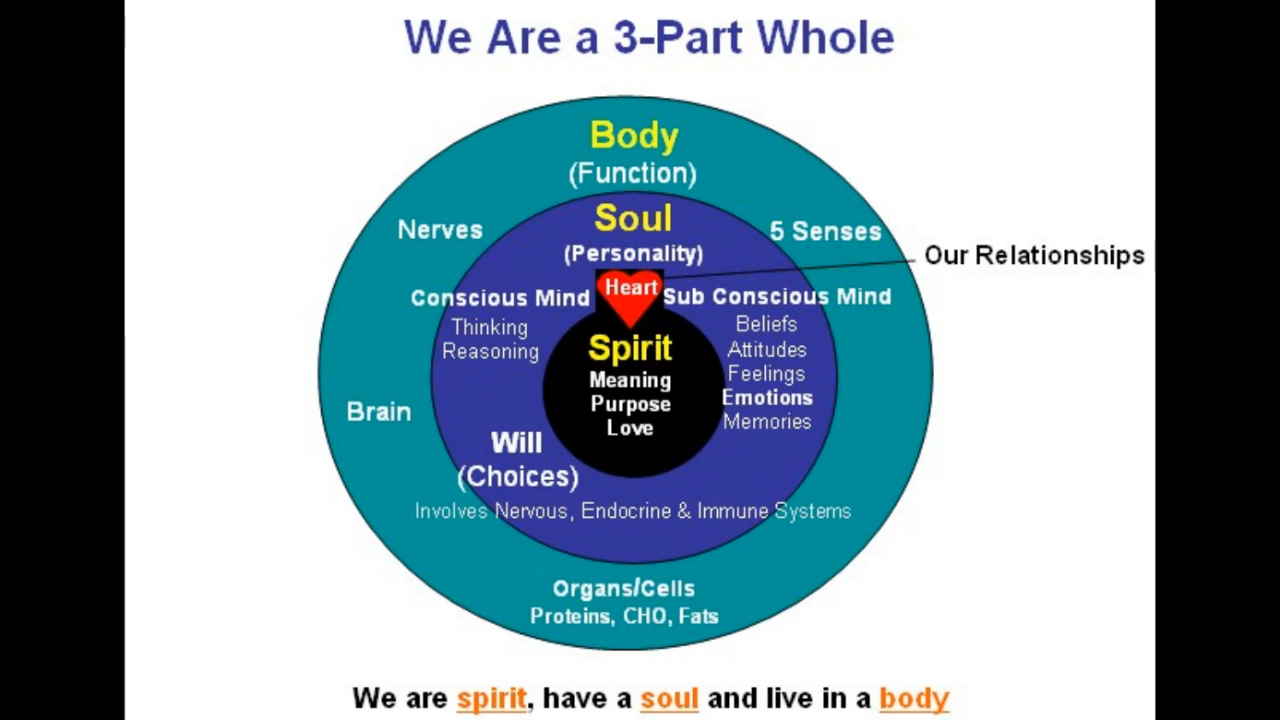 We Are a 3-Part Whole
Body
(Function)
Nerves
Soul
5 Senses
(Personality)
Our Relationships
Conscious Mind
Heart
Sub Conscious Mind
Thinking
Reasoning
Beliefs
Attitudes
Feelings
Emotions
Memories
Spirit
Meaning
Purpose
Love
Brain
Will
(Choices)
Involves Nervous, Endocrine & Immune Systems
Organs/Cells
Proteins, CHO, Fats
We are spirit, have a soul and live in a body